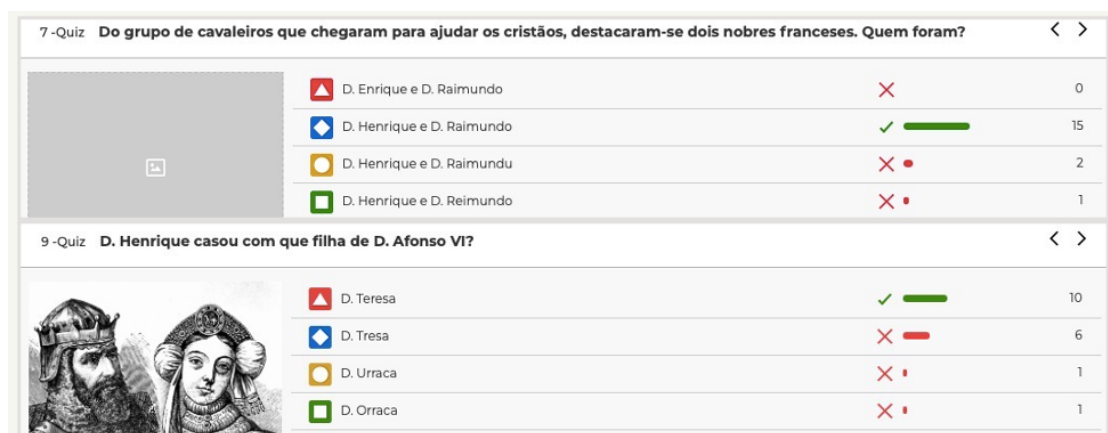 7 -Quiz Do grupo de cavaleiros que chegaram para ajudar os cristãos, destacaram-se dois nobres franceses. Quem foram?
D. Enrique e D. Raimundo 0
D. Henrique e D. Raimundo 15
D. Henrique e D. Raimundu 2
D. Henrique e D. Reimundo 1
9 -Quiz D. Henrique casou com que filha de D. Afonso VI?
D. Teresa 10
D. Tresa 6
D. Urraca 1
D. Orraca 1